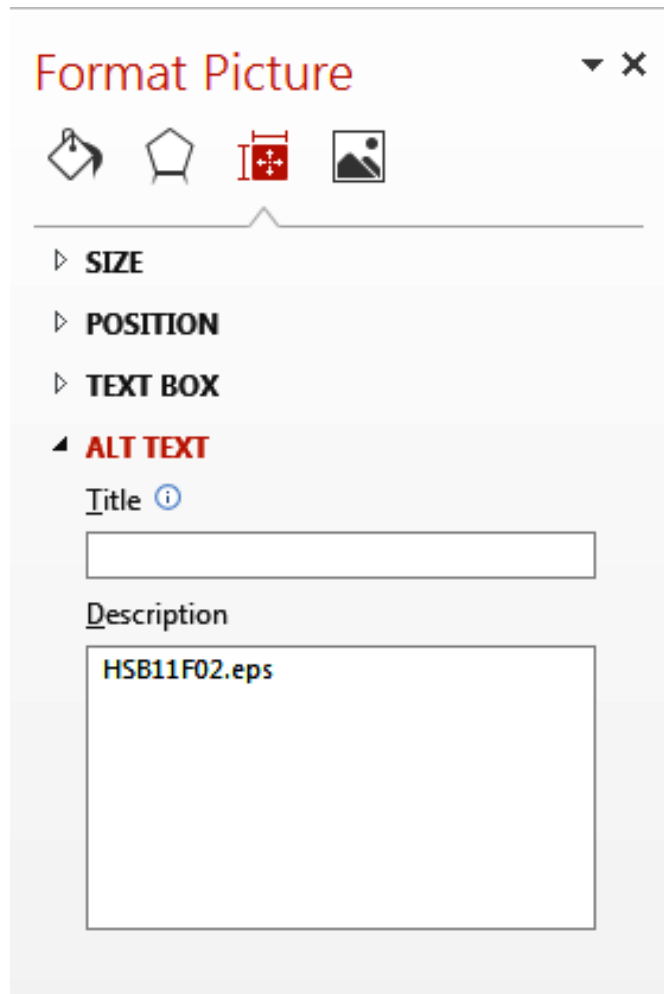 Format Picture
SIZE
POSITION
TEXT BOX
ALT TEXT
Title
Description
HSB11F02.eps